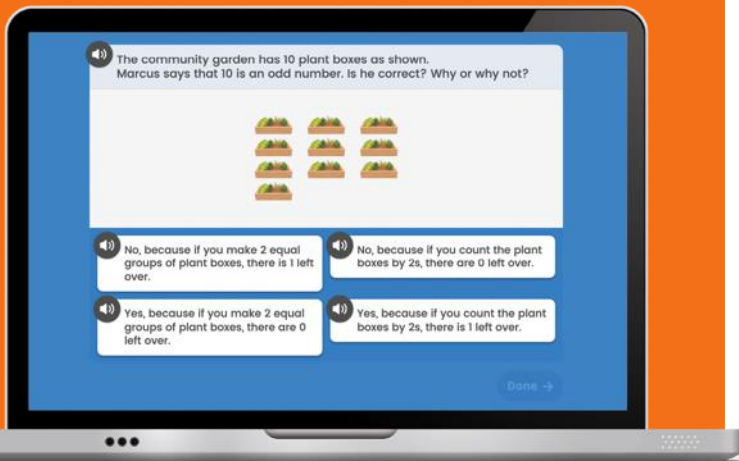 The community garden has 10 plant boxes as shown.
Marcus says that 10 is an odd number. Is he correct? Why or why not?
No, because if you make 2 equal
groups of plant boxes, there is 1 left
over.
No, because if you count the plant
boxes by 2s, there are 0 left over.
Yes, because if you make 2 equal
groups of plant boxes, there are 0
left over.
Yes, because if you count the plant
boxes by 2s, there is 1 left over.
Done →